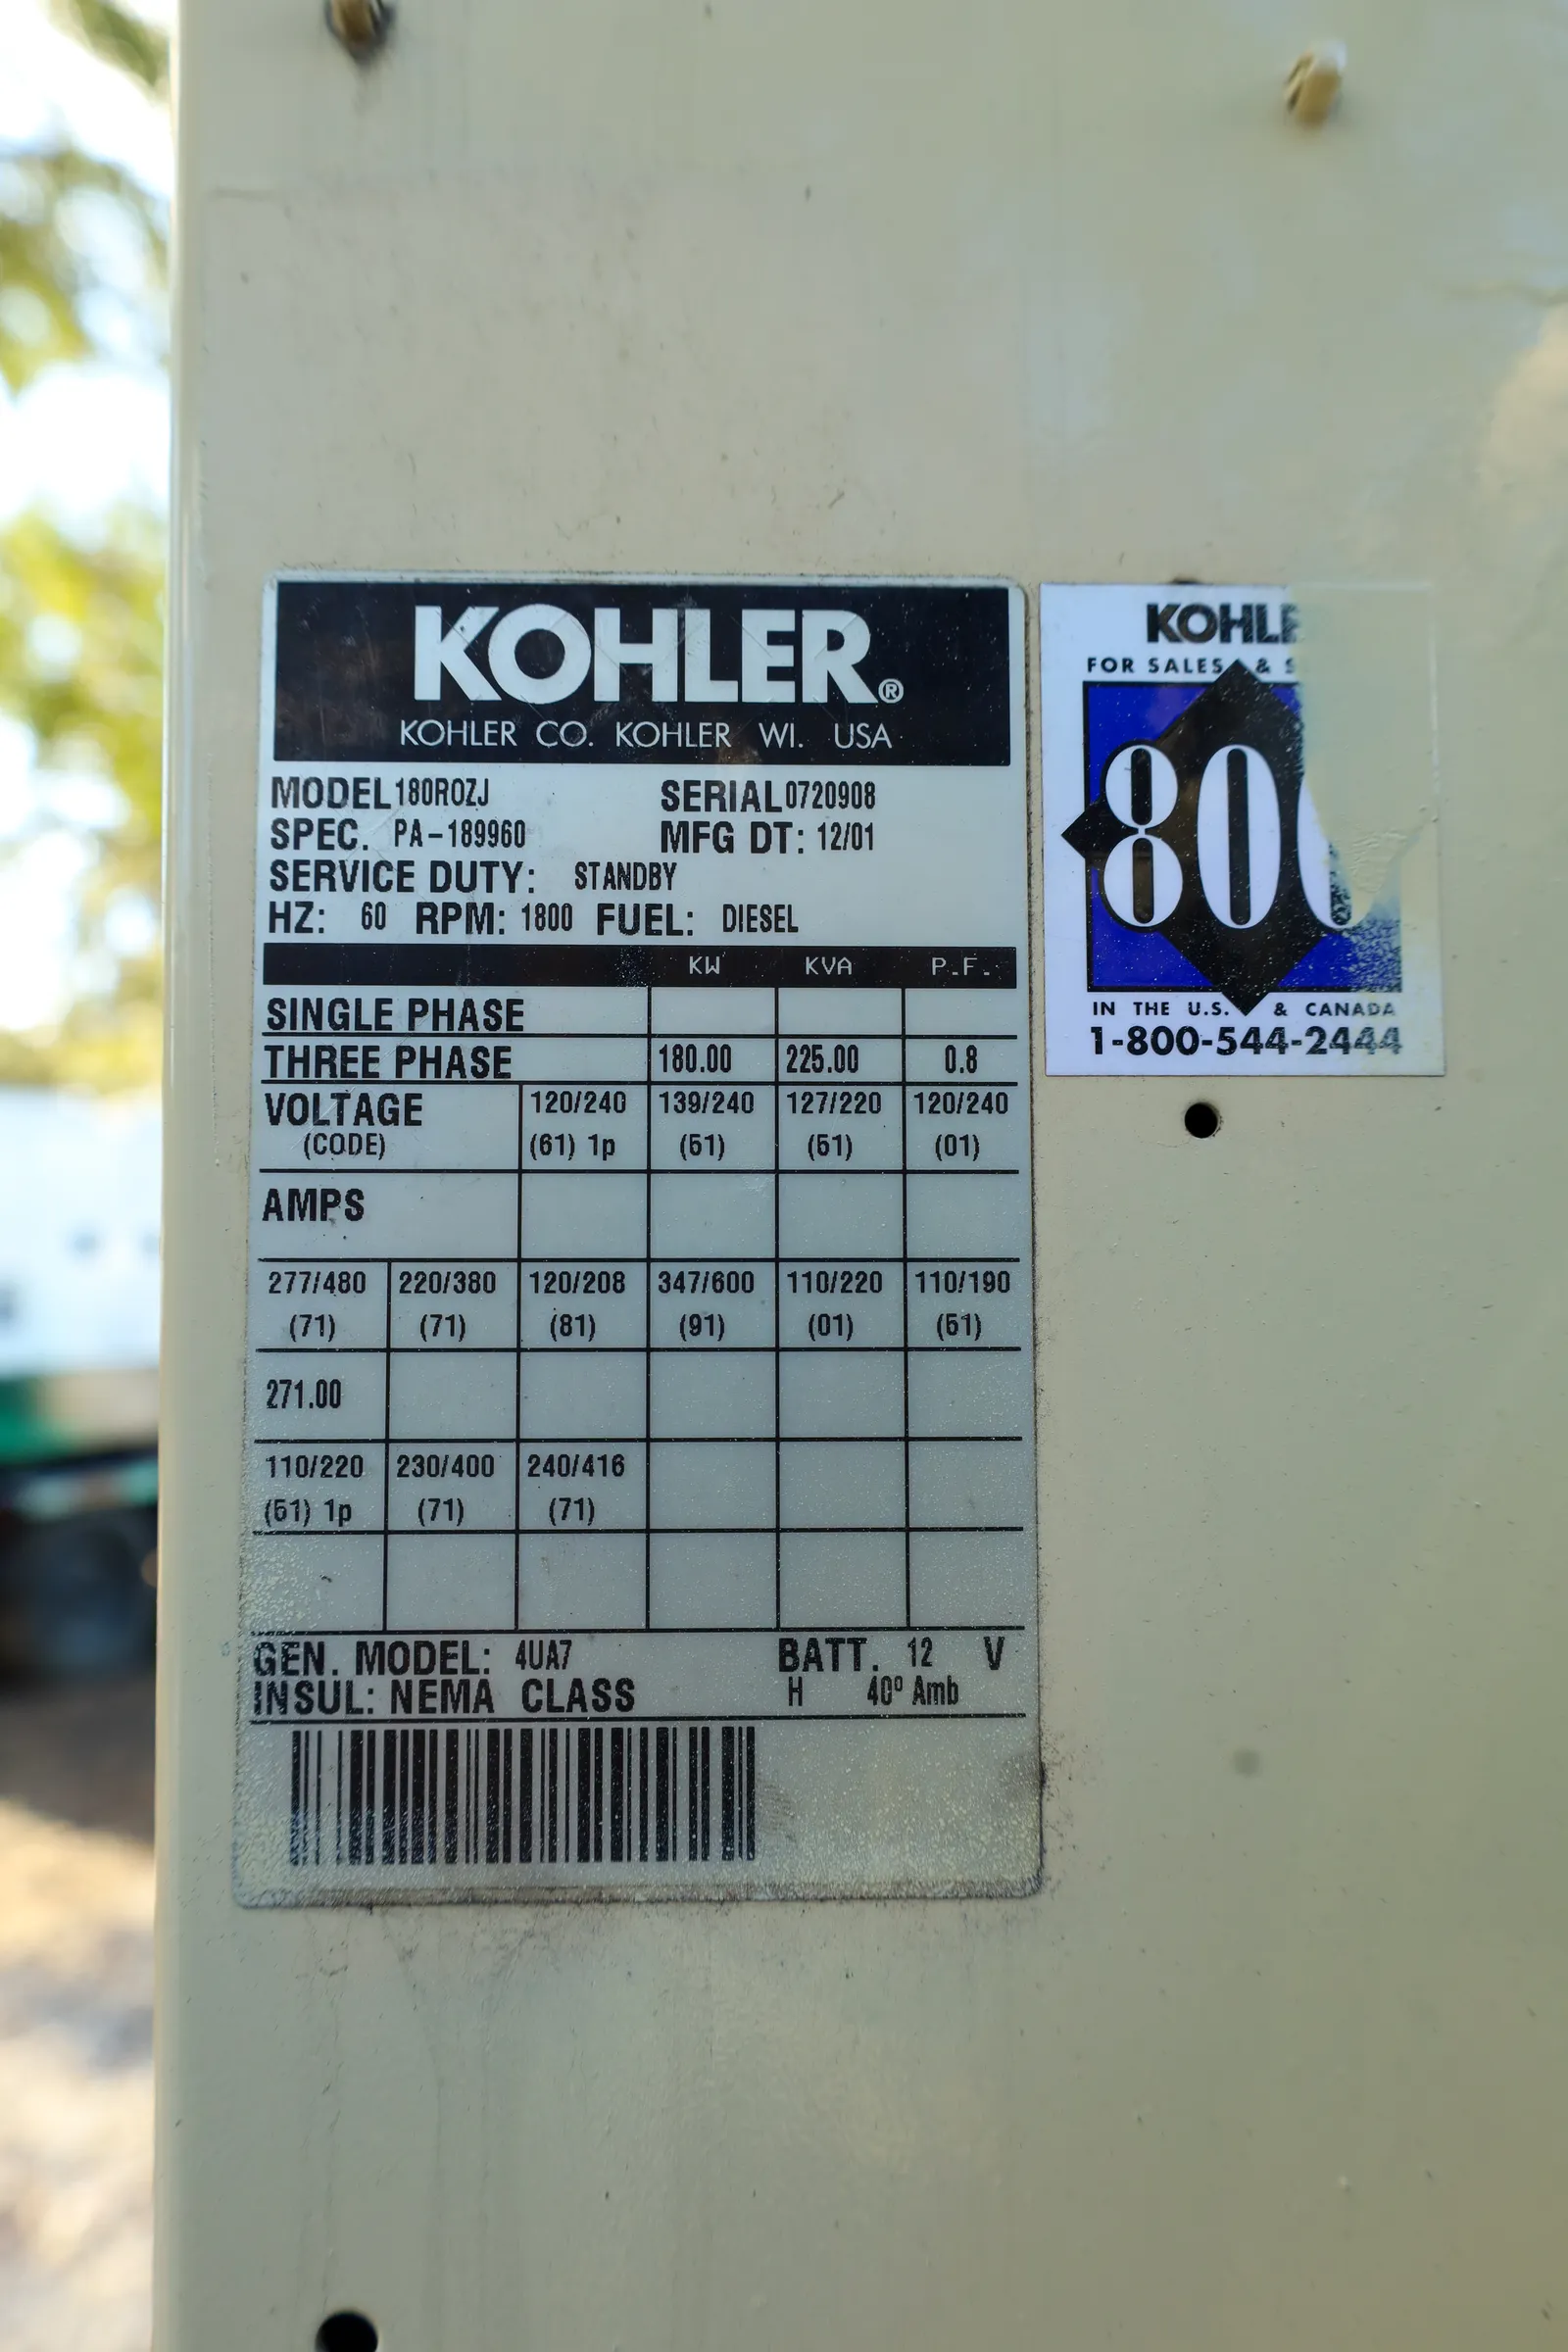 KOHLER®
KOHLER CO. KOHLER WI. USA
MODEL 180ROZJ SERIAL 0720908
SPEC. PA-189960 MFG DT: 12/01
SERVICE DUTY: STANDBY
HZ: 60 RPM: 1800 FUEL: DIESEL
KW KVA P.F.
SINGLE PHASE
THREE PHASE 180.00 225.00 0.8
VOLTAGE 120/240 139/240 127/220 120/240
(CODE) (61) 1p (51) (51) (01)
AMPS
277/480 220/380 120/208 347/600 110/220 110/190
(71) (71) (81) (91) (01) (51)
271.00
110/220 230/400 240/416
(51) 1p (71) (71)
GEN. MODEL: 4UA7 BATT. 12 V
INSUL: NEMA CLASS H 40º Amb
FOR SALES &
80
IN THE U.S. & CANADA
1-800-544-2444